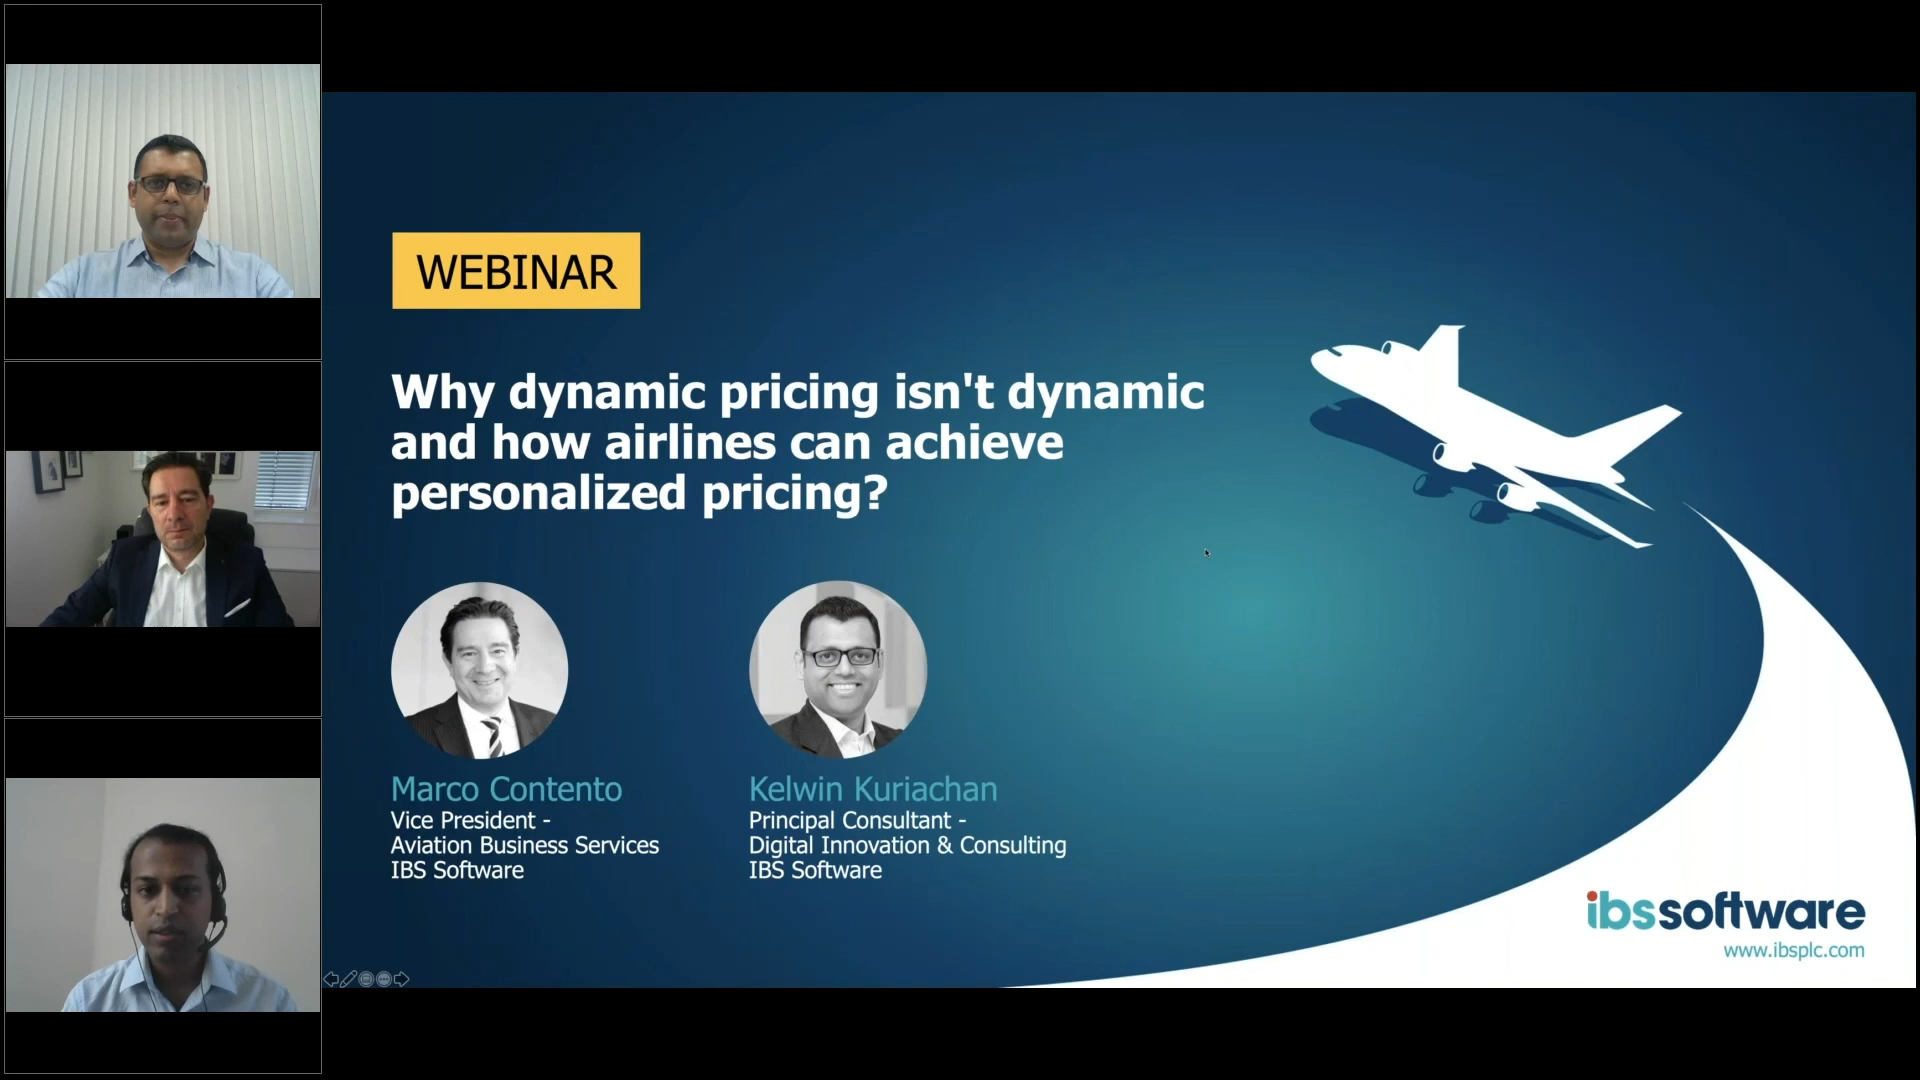 WEBINAR
Why dynamic pricing isn't dynamic
and how airlines can achieve
personalized pricing?
Marco Contento
Vice President -
Aviation Business Services
IBS Software
Kelwin Kuriachan
Principal Consultant -
Digital Innovation & Consulting
IBS Software
ibssoftware
www.ibsplc.com